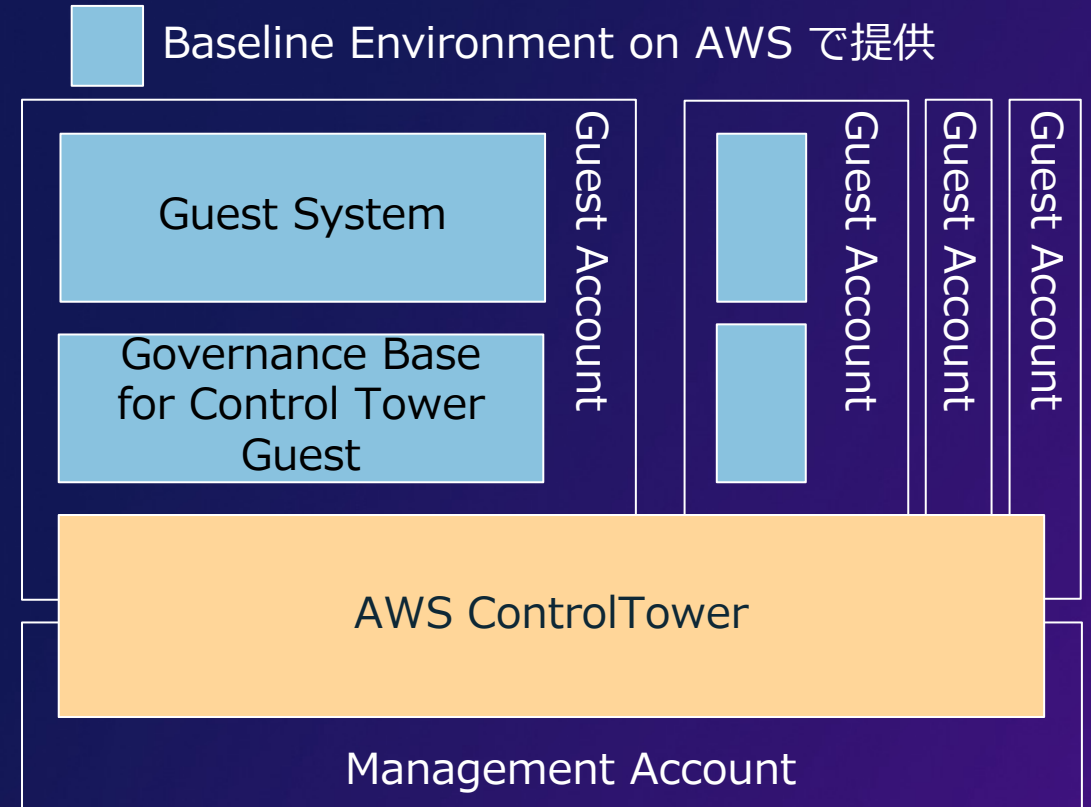 Baseline Environment on AWS で提供
Guest System
Governance Base
for Control Tower
Guest
Guest Account
Guest Account
Guest Account
Guest Account
AWS ControlTower
Management Account